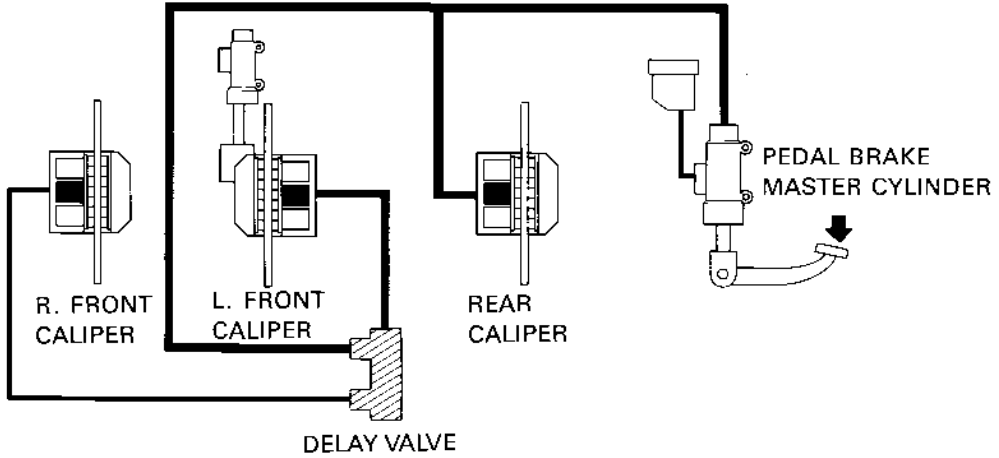 PEDAL BRAKE
MASTER CYLINDER
R. FRONT
CALIPER
L. FRONT
CALIPER
REAR
CALIPER
DELAY VALVE